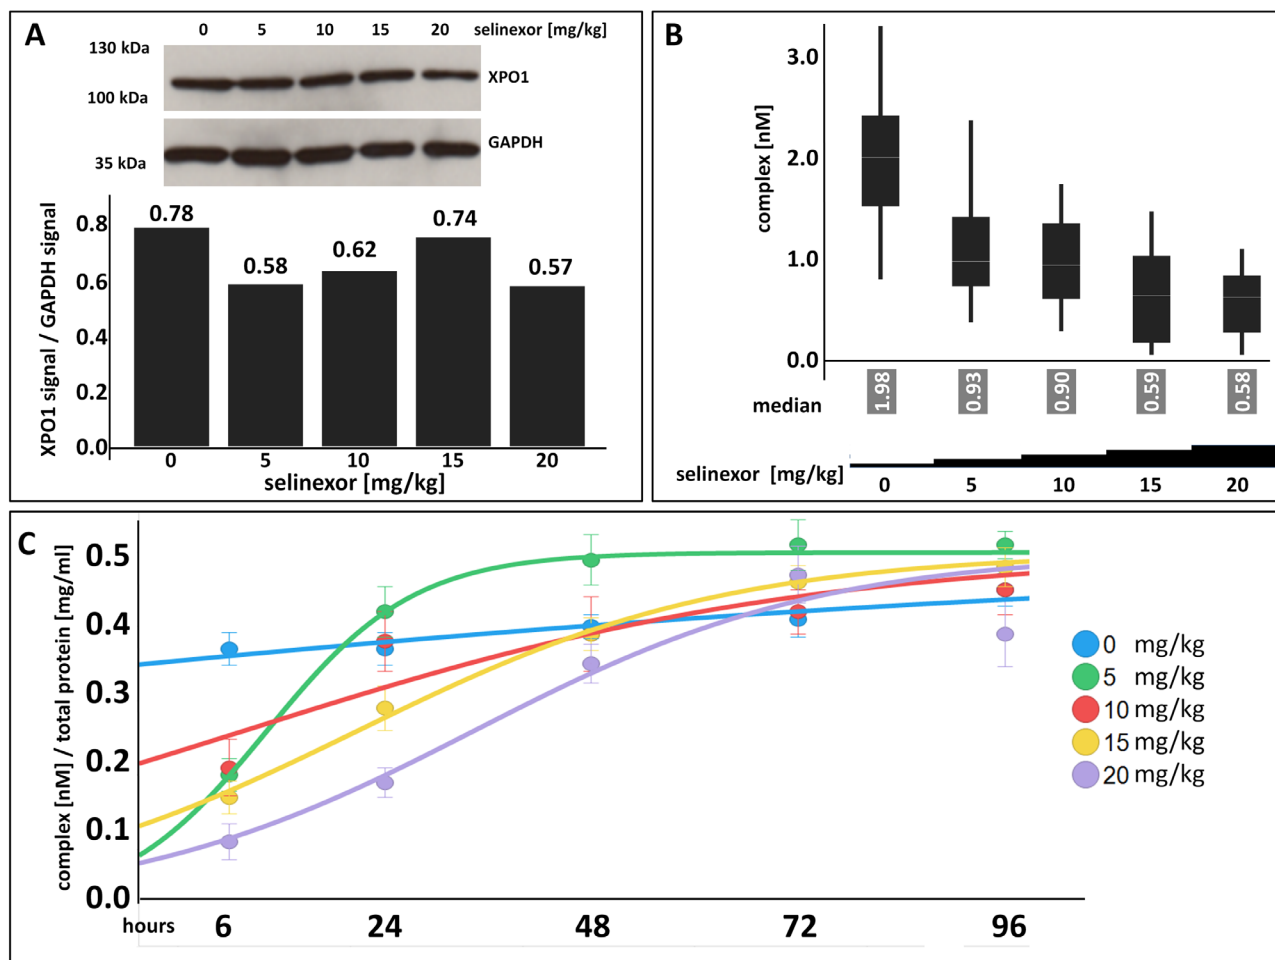 A
0 5 10 15 20 selinexor [mg/kg]
130 kDa
XPO1
100 kDa
GAPDH
35 kDa
XPO1 signal / GAPDH signal
0.8
0.6
0.4
0.2
0.0
0.78
0.58
0.62
0.74
0.57
0 5 10 15 20
selinexor [mg/kg]
B
complex [nM]
3.0
2.0
1.0
0.0
median 1.98 0.93 0.90 0.59 0.58
selinexor [mg/kg] 0 5 10 15 20
C
complex [nM] / total protein [mg/ml]
0.5
0.4
0.3
0.2
0.1
0.0
hours 6 24 48 72 96
0 mg/kg
5 mg/kg
10 mg/kg
15 mg/kg
20 mg/kg